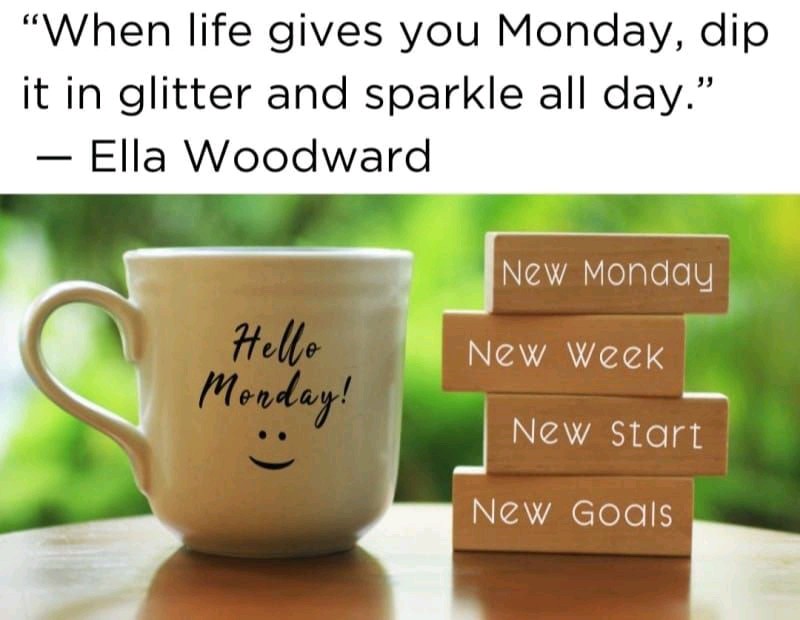 “When life gives you Monday, dip
it in glitter and sparkle all day.”
— Ella Woodward
Hello
Monday!
New Monday
New Week
New Start
New Goals